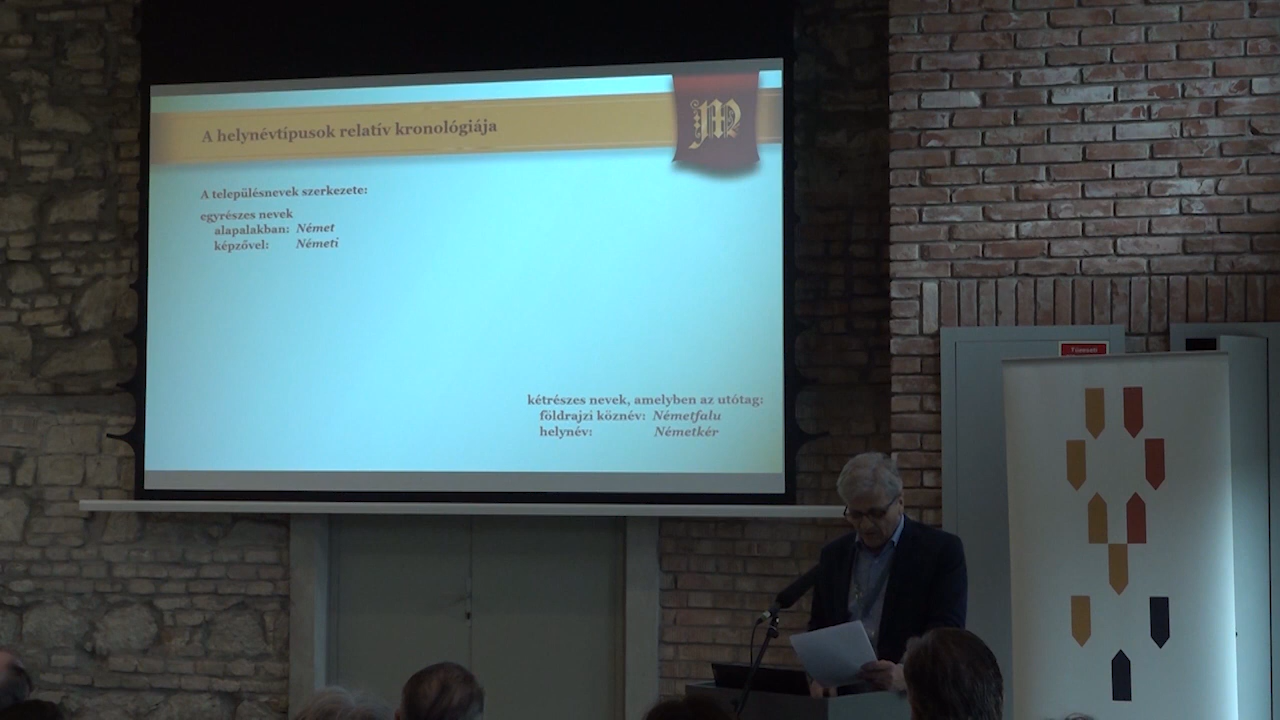 A helynévtípusok relatív kronológiája
A településnevek szerkezete:
egyrészes nevek
alapalakban: Német
képzővel: Németi
kétrészes nevek, amelyben az utótag:
földrajzi köznév: Németfalu
helynév: Németkér